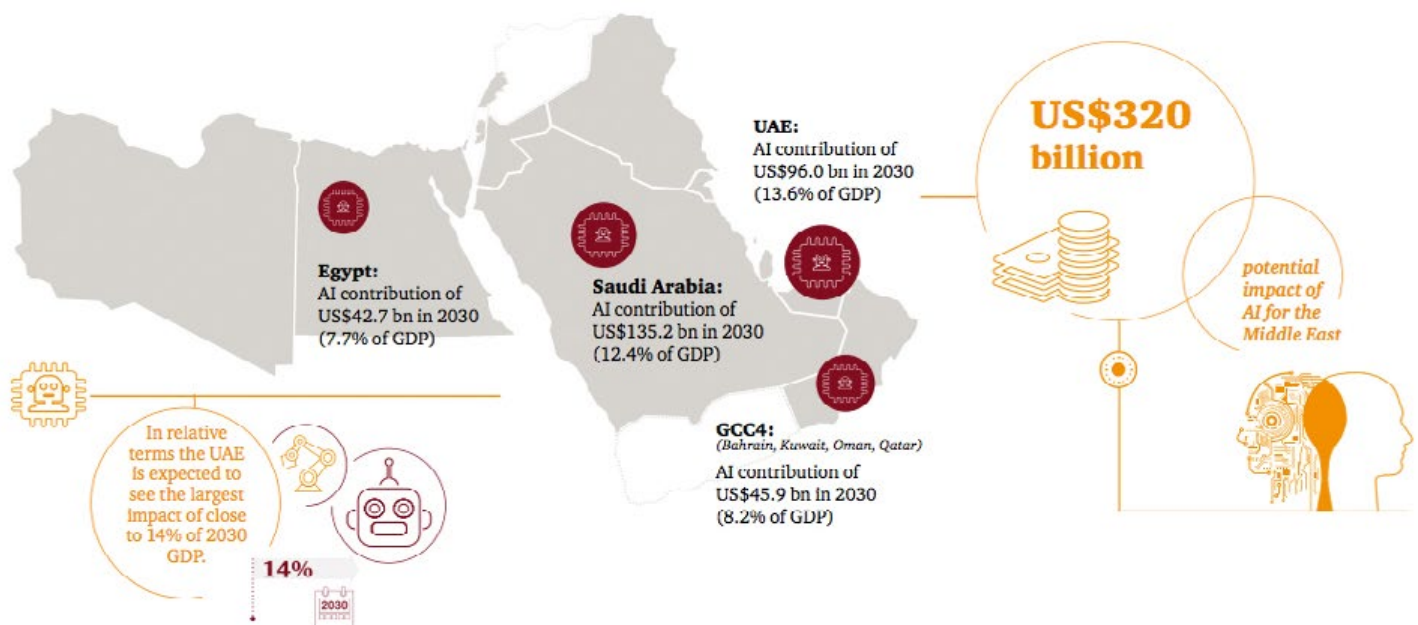 UAE:
AI contribution of
US$96.0 bn in 2030
(13.6% of GDP)
US$320
billion
potential
impact of
AI for the
Middle East
Egypt:
AI contribution of
US$42.7 bn in 2030
(7.7% of GDP)
Saudi Arabia:
AI contribution of
US$135.2 bn in 2030
(12.4% of GDP)
GCC4:
(Bahrain, Kuwait, Oman, Qatar)
AI contribution of
US$45.9 bn in 2030
(8.2% of GDP)
In relative
terms the UAE
is expected to
see the largest
impact of close
to 14% of 2030
GDP.
14%
2030